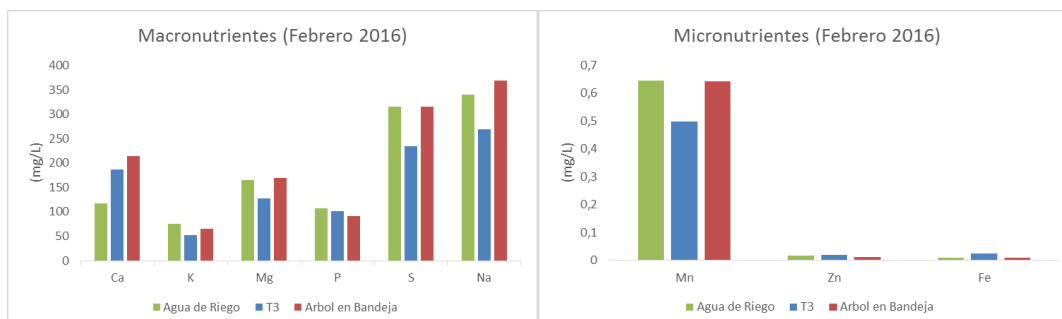 Macronutrientes (Febrero 2016)
(mg/L)
400
350
300
250
200
150
100
50
0
Ca K Mg P S Na
Agua de Riego T3 Arbol en Bandeja
Micronutrientes (Febrero 2016)
(mg/L)
0,7
0,6
0,5
0,4
0,3
0,2
0,1
0
Mn Zn Fe
Agua de Riego T3 Arbol en Bandeja